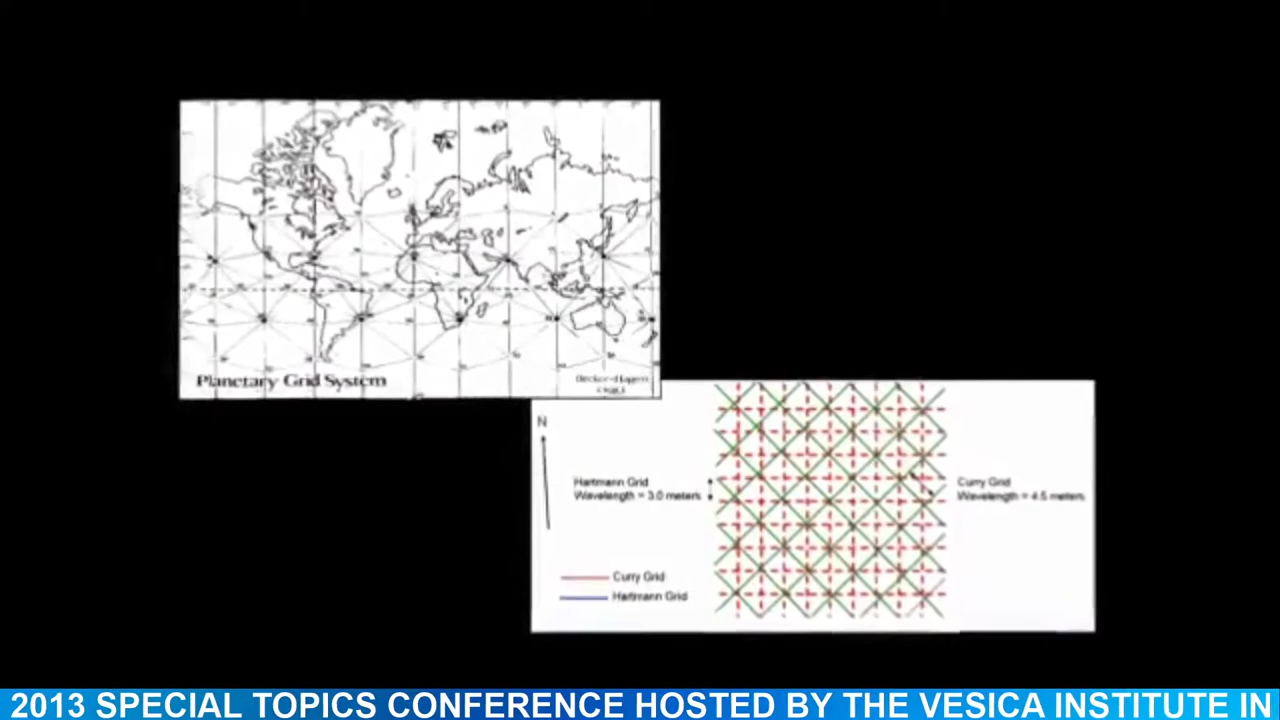 Planetary Grid System
N
Hartmann Grid
Wavelength = 3.0 meters
Curry Grid
Wavelength = 4.5 meters
Curry Grid
Hartmann Grid
2013 SPECIAL TOPICS CONFERENCE HOSTED BY THE VESICA INSTITUTE IN